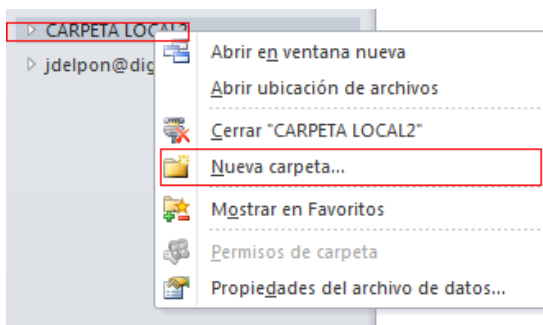 CARPETA LOCAL2
jdelpon@dig
Abrir en ventana nueva
Abrir ubicación de archivos
Cerrar "CARPETA LOCAL2"
Nueva carpeta...
Mostrar en Favoritos
Permisos de carpeta
Propiedades del archivo de datos...